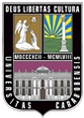 DEUS LIBERTAS CULTURA
MDCCCXCII — MCMLVIII
UNIVERSITAS CARABOBENSIS